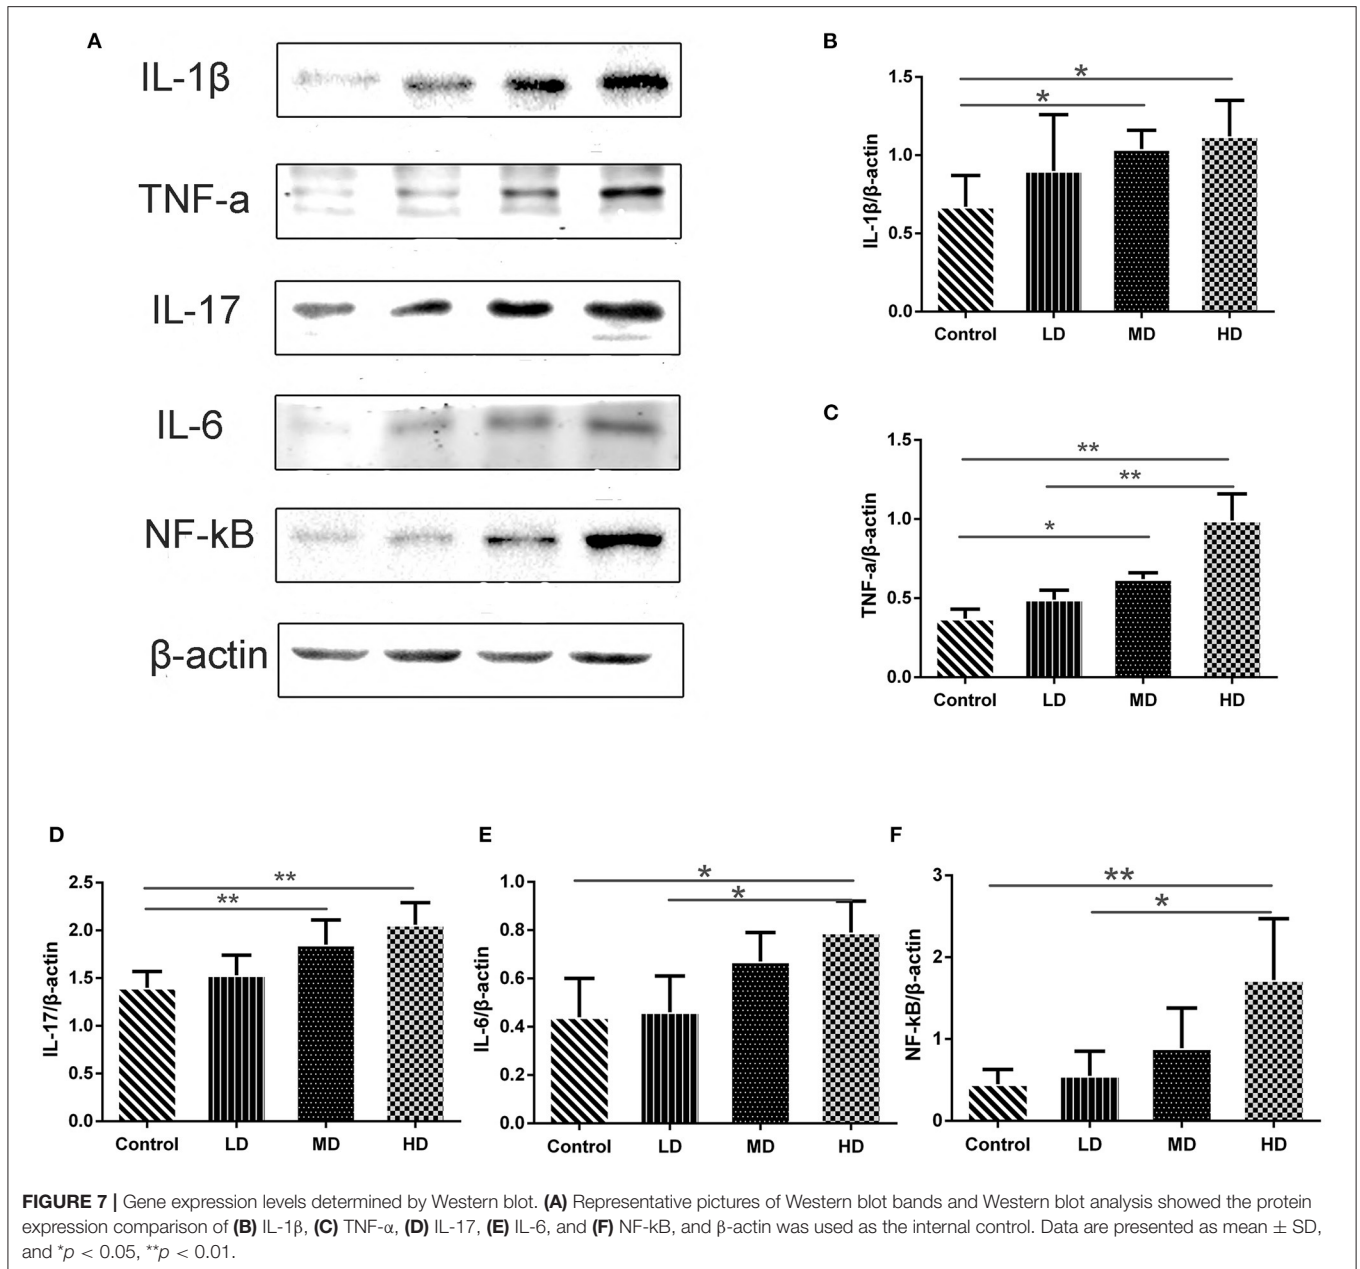 A
IL-1β
TNF-a
IL-17
IL-6
NF-kB
β-actin
B
IL-1β/β-actin
1.5
1.0
0.5
0.0
*
*
Control LD MD HD
C
TNF-a/β-actin
1.5
1.0
0.5
0.0
**
**
*
Control LD MD HD
D
IL-17/β-actin
2.5
2.0
1.5
1.0
0.5
0.0
**
**
Control LD MD HD
E
IL-6/β-actin
1.0
0.8
0.6
0.4
0.2
0.0
*
*
Control LD MD HD
F
NF-kB/β-actin
3
2
1
0
**
*
Control LD MD HD
FIGURE 7 | Gene expression levels determined by Western blot. (A) Representative pictures of Western blot bands and Western blot analysis showed the protein
expression comparison of (B) IL-1β, (C) TNF-α, (D) IL-17, (E) IL-6, and (F) NF-kB, and β-actin was used as the internal control. Data are presented as mean ± SD,
and *p < 0.05, **p < 0.01.